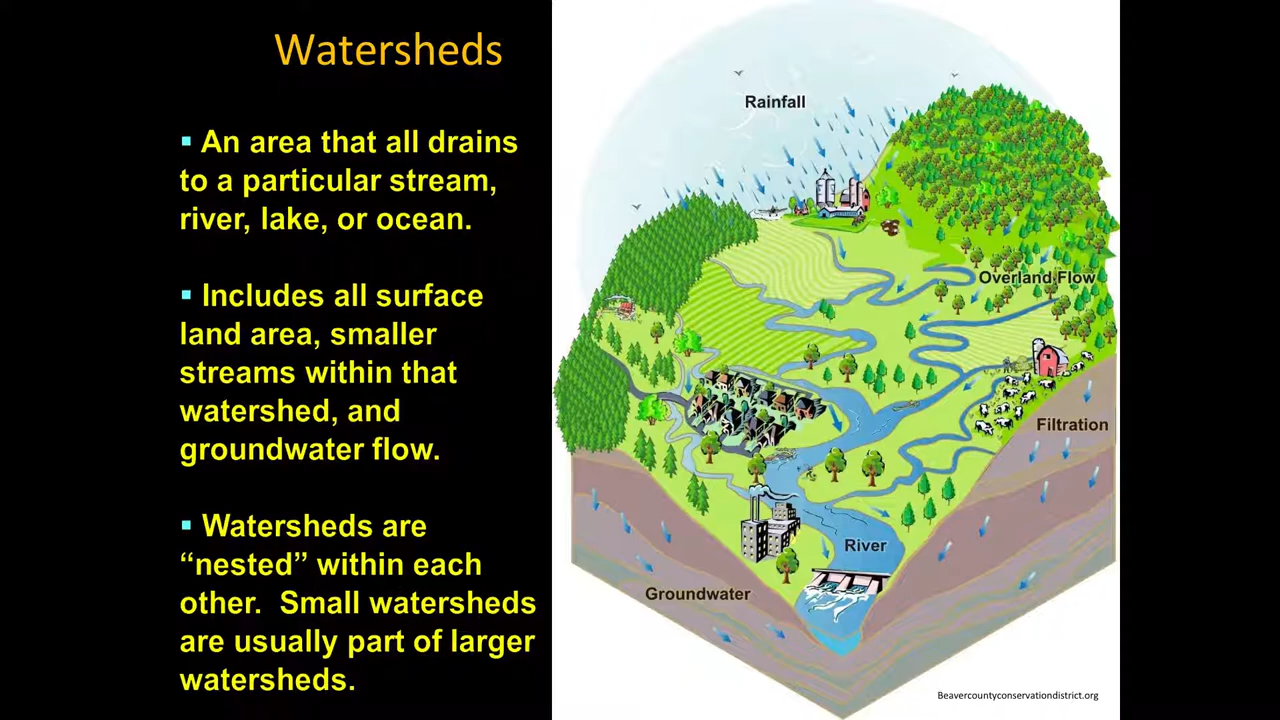 Watersheds
▪ An area that all drains
to a particular stream,
river, lake, or ocean.
▪ Includes all surface
land area, smaller
streams within that
watershed, and
groundwater flow.
▪ Watersheds are
“nested” within each
other.  Small watersheds
are usually part of larger
watersheds.
Rainfall
Overland Flow
Filtration
River
Groundwater
Beavercountyconservationdistrict.org